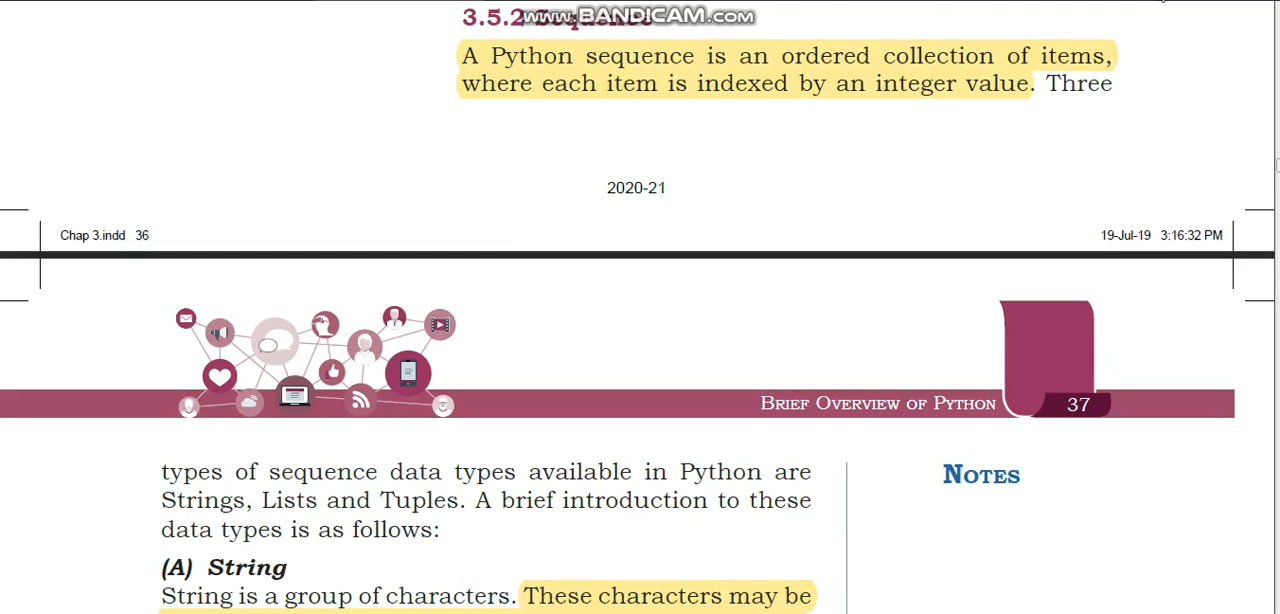 3.5.2 Sequence
www.BANDICAM.com
A Python sequence is an ordered collection of items,
where each item is indexed by an integer value. Three
2020-21
Chap 3.indd 36
19-Jul-19 3:16:32 PM
Brief Overview of Python
37
types of sequence data types available in Python are
Strings, Lists and Tuples. A brief introduction to these
data types is as follows:
Notes
(A) String
String is a group of characters. These characters may be